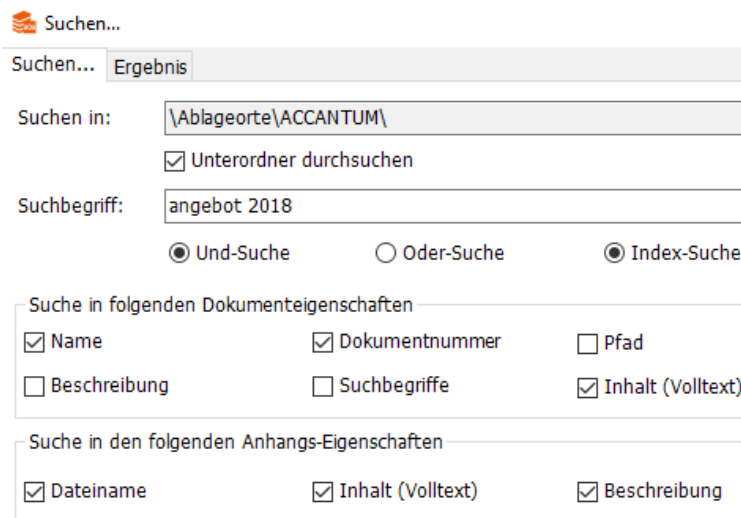 Suchen...
Suchen... Ergebnis
Suchen in: \Ablageorte\ACCANTUM\
Unterordner durchsuchen
Suchbegriff: angebot 2018
Und-Suche Oder-Suche Index-Suche
Suche in folgenden Dokumenteigenschaften
Name Dokumentnummer Pfad
Beschreibung Suchbegriffe Inhalt (Volltext)
Suche in den folgenden Anhangs-Eigenschaften
Dateiname Inhalt (Volltext) Beschreibung